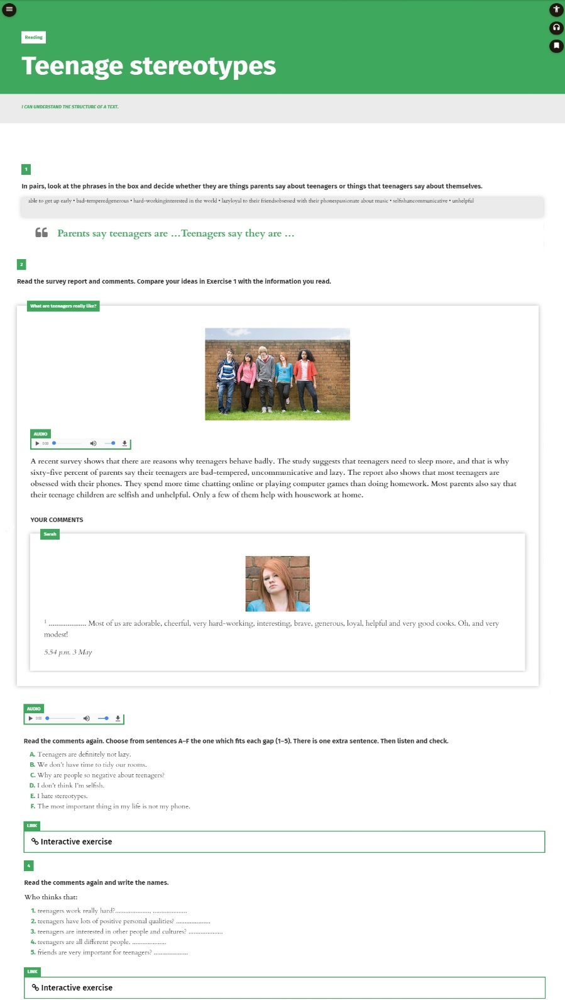 Reading
Teenage stereotypes
I CAN UNDERSTAND THE STRUCTURE OF A TEXT.
1
In pairs, look at the phrases in the box and decide whether they are things parents say about teenagers or things that teenagers say about themselves.
able to get up early • bad-temperedgenerous • hard-workinginterested in the world • lazyloyal to their friendsobsessed with their phonespassionate about music • selfishuncommunicative • unhelpful
Parents say teenagers are …Teenagers say they are …
2
Read the survey report and comments. Compare your ideas in Exercise 1 with the information you read.
What are teenagers really like?
AUDIO
0:00
A recent survey shows that there are reasons why teenagers behave badly. The study suggests that teenagers need to sleep more, and that is why
sixty-five percent of parents say their teenagers are bad-tempered, uncommunicative and lazy. The report also shows that most teenagers are
obsessed with their phones. They spend more time chatting online or playing computer games than doing homework. Most parents also say that
their teenage children are selfish and unhelpful. Only a few of them help with housework at home.
YOUR COMMENTS
Sarah
1 .................... Most of us are adorable, cheerful, very hard-working, interesting, brave, generous, loyal, helpful and very good cooks. Oh, and very
modest!
5.54 p.m. 3 May
AUDIO
0:00
Read the comments again. Choose from sentences A–F the one which fits each gap (1–5). There is one extra sentence. Then listen and check.
A. Teenagers are definitely not lazy.
B. We don't have time to tidy our rooms.
C. Why are people so negative about teenagers?
D. I don't think I'm selfish.
E. I hate stereotypes.
F. The most important thing in my life is not my phone.
LINK
Interactive exercise
4
Read the comments again and write the names.
Who thinks that:
1. teenagers work really hard?...................., ....................
2. teenagers have lots of positive personal qualities? ....................
3. teenagers are interested in other people and cultures? ....................
4. teenagers are all different people. ....................
5. friends are very important for teenagers? ....................
LINK
Interactive exercise